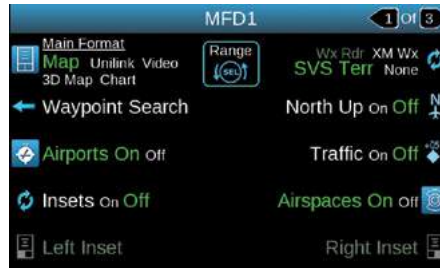 MFD1
1 of 3
Main Format
Map Unilink Video
3D Map Chart
Range
SEL
Wx Rdr XM Wx
SVS Terr None
Waypoint Search
North Up On Off
N
Airports On Off
Traffic On Off
+05
Insets On Off
Airspaces On Off
Left Inset
Right Inset